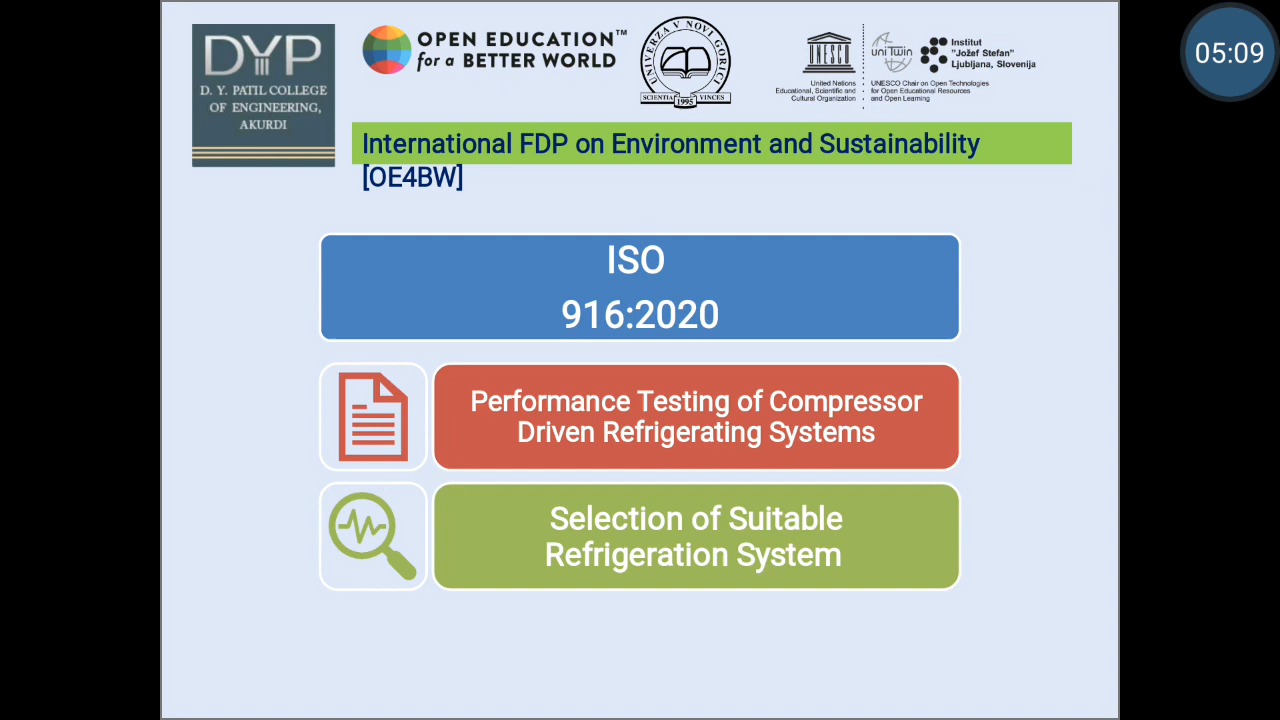 DYP
D. Y. PATIL COLLEGE
OF ENGINEERING,
AKURDI
OPEN EDUCATION™
for a BETTER WORLD
UNIVERZA V NOVI GORICI
SCIENTIA VINCES
1995
UNESCO
United Nations
Educational, Scientific and
Cultural Organization
uniTwin
Institut
"Jožef Stefan"
Ljubljana, Slovenija
UNESCO Chair on Open Technologies
for Open Educational Resources
and Open Learning
05:09
International FDP on Environment and Sustainability
[OE4BW]
ISO
916:2020
Performance Testing of Compressor
Driven Refrigerating Systems
Selection of Suitable
Refrigeration System